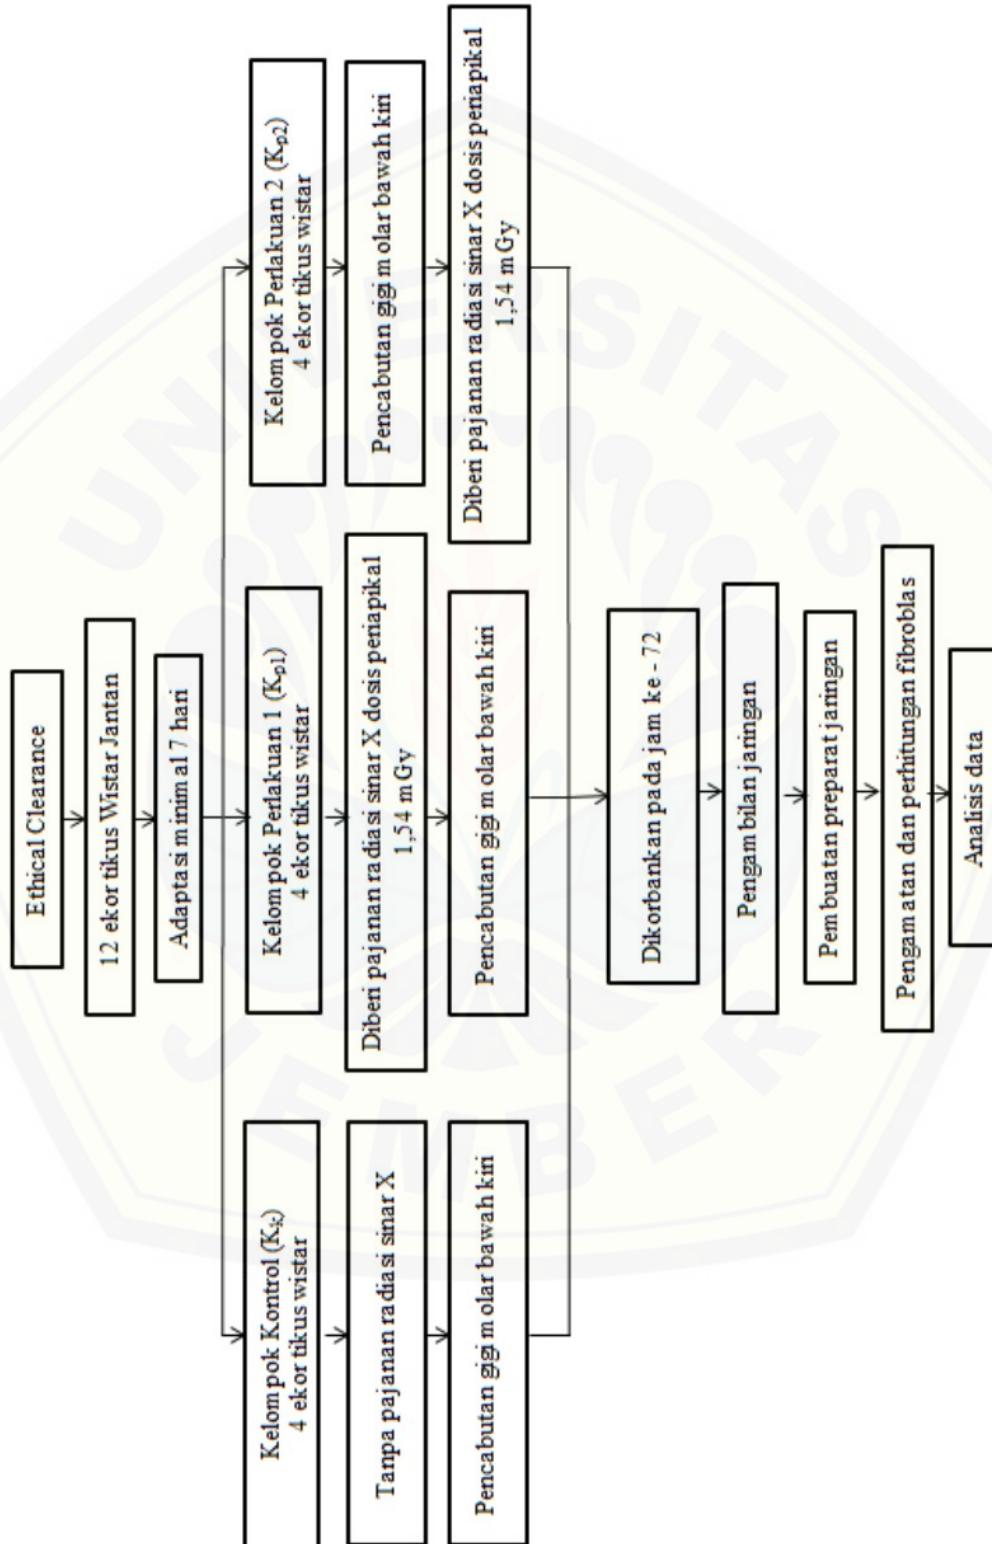 Ethical Clearance
12 ekor tikus Wistar Jantan
Adaptasi minimal 7 hari
Kelompok Kontrol (Kk)
4 ekor tikus wistar
Tanpa pajanan radiasi sinar X
Pencabutan gigi molar bawah kiri
Kelompok Perlakuan 1 (Kp1)
4 ekor tikus wistar
Diberi pajanan radiasi sinar X dosis periapikal
1,54 mGy
Pencabutan gigi molar bawah kiri
Kelompok Perlakuan 2 (Kp2)
4 ekor tikus wistar
Pencabutan gigi molar bawah kiri
Diberi pajanan radiasi sinar X dosis periapikal
1,54 mGy
Dikorbankan pada jam ke - 72
Pengambilan jaringan
Pembuatan preparat jaringan
Pengamatan dan perhitungan fibroblas
Analisis data
UNIVERSITAS
JEMBER